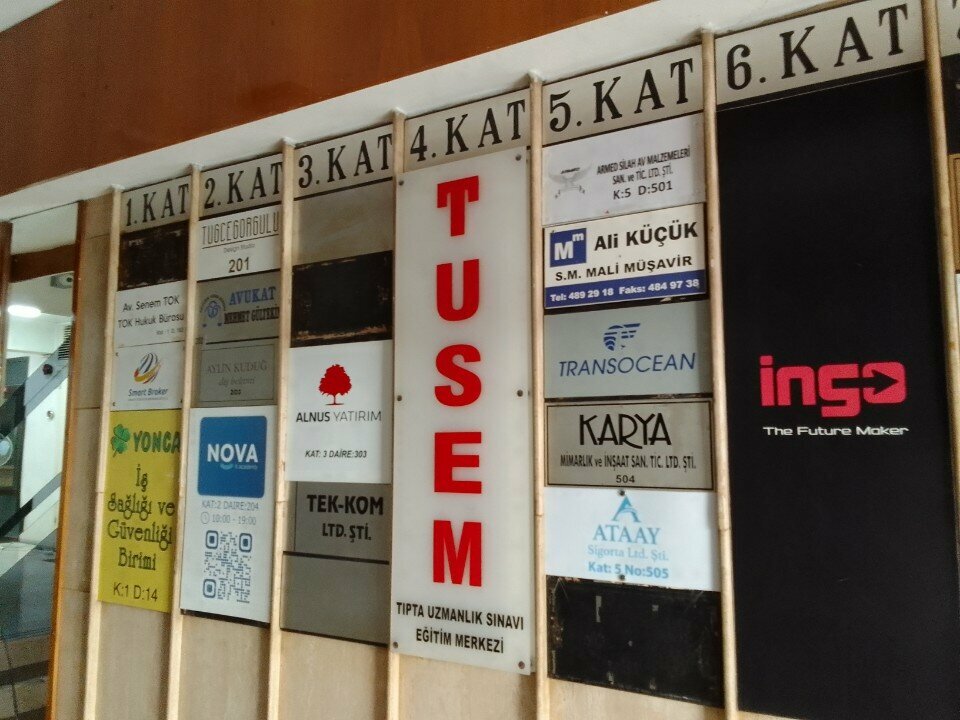 1.KAT
Av. Senem TOK
TOK Hukuk Bürosu
Smart Broker
YONCA
İş
Sağlığı ve
Güvenliği
Birimi
K:1 D:14
2.KAT
TUGCEGORGULU
Design Studio
201
AVUKAT
MEHMET GÜLTEKİN
AYLİN KUDUĞ
NOVA
KAT:2 DAIRE:204
10:00 - 19:00
3.KAT
ALNUS YATIRIM
KAT: 3 DAİRE:303
TEK-KOM
LTD. ŞTİ.
4.KAT
TUSEM
TIPTA UZMANLIK SINAVI
EĞİTİM MERKEZİ
5.KAT
ARMED SİLAH AV MALZEMELERİ
SAN. ve TİC. LTD. ŞTİ.
K:5 D:501
Mm Ali KÜÇÜK
S.M. MALİ MÜŞAVİR
Tel: 489 29 18 Faks: 484 97 38
TRANSOCEAN
KARYA
MİMARLIK ve İNŞAAT SAN. TİC. LTD. ŞTİ.
504
ATAAY
Sigorta Ltd. Şti.
Kat: 5 No:505
6.KAT
ingo
The Future Maker